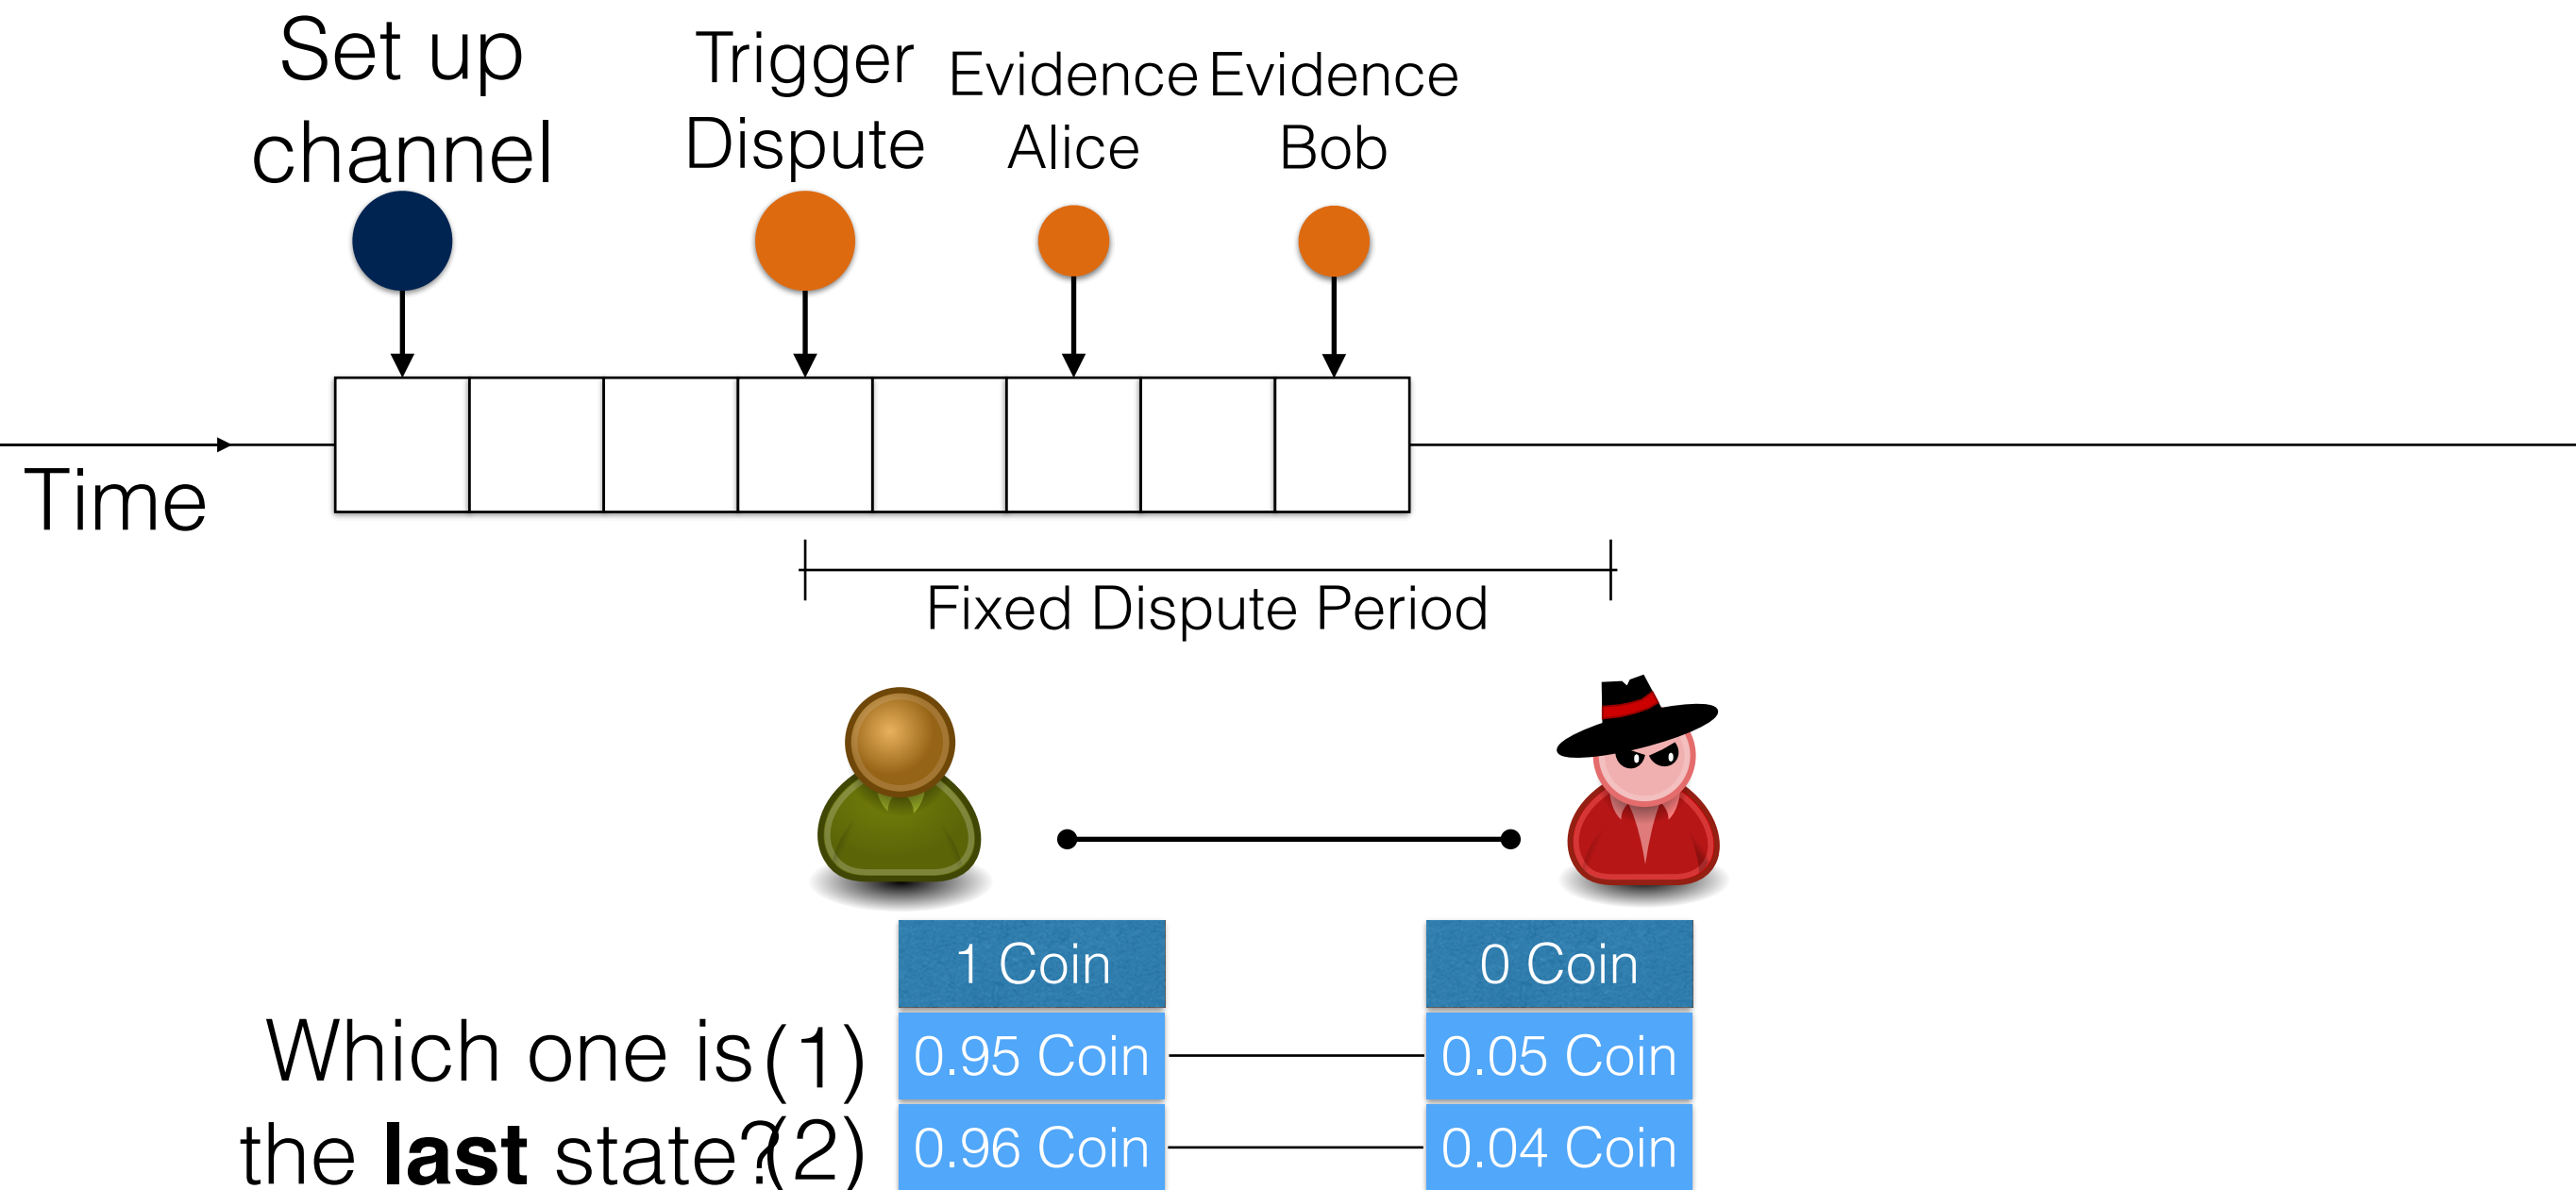 Set up
channel
Trigger
Dispute
Evidence
Alice
Evidence
Bob
Time
Fixed Dispute Period
1 Coin
0 Coin
Which one is
the last state?
(1)
0.95 Coin
0.05 Coin
(2)
0.96 Coin
0.04 Coin